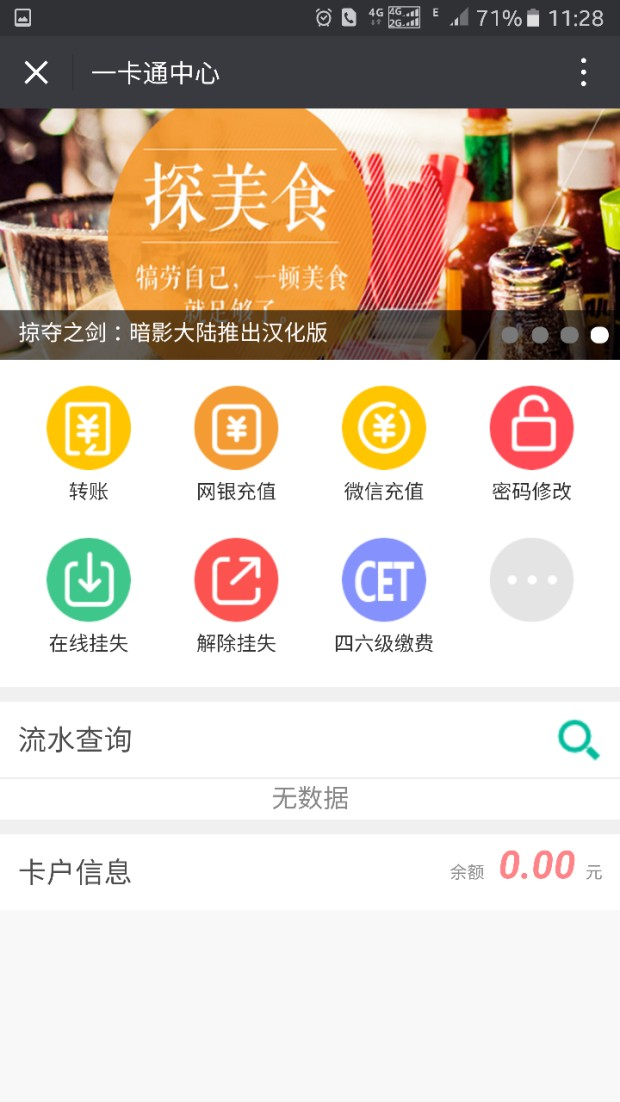 4G 4G 2G E 71% 11:28
一卡通中心
探美食
犒劳自己，一顿美食
就足够了。
掠夺之剑：暗影大陆推出汉化版
转账 网银充值 微信充值 密码修改
CET
在线挂失 解除挂失 四六级缴费
流水查询
无数据
卡户信息 余额 0.00 元